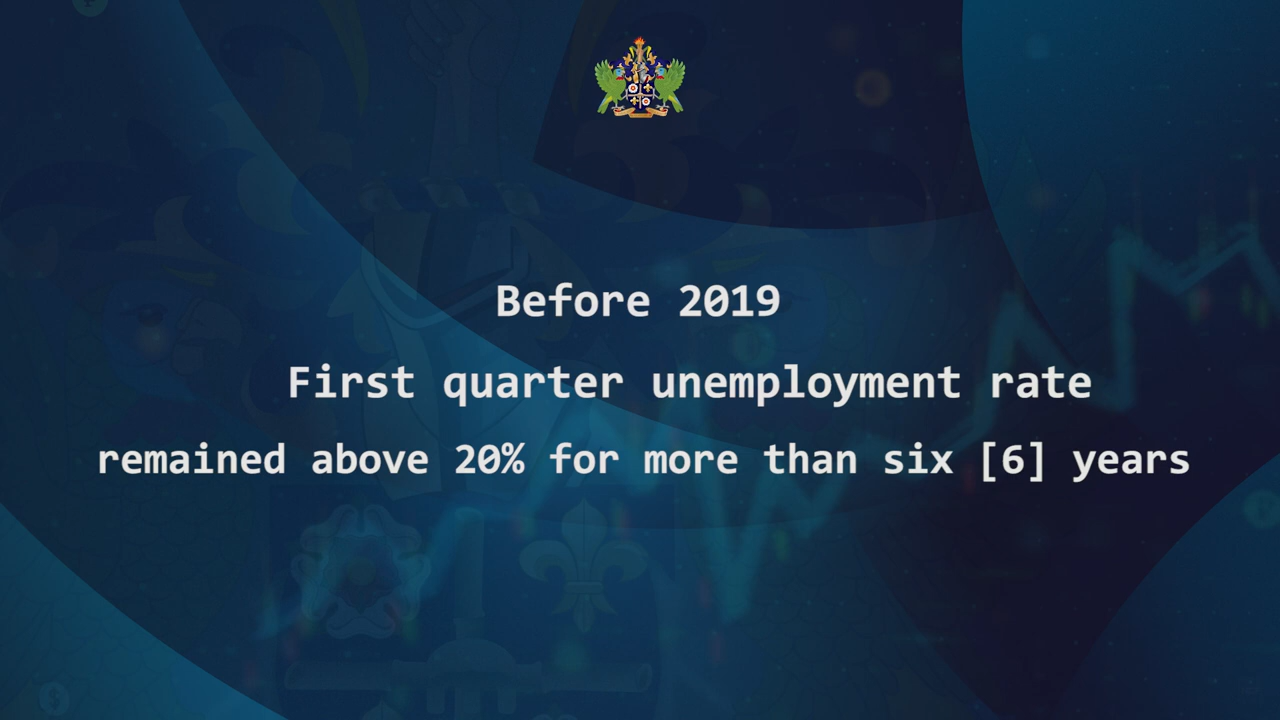 Before 2019
First quarter unemployment rate
remained above 20% for more than six [6] years